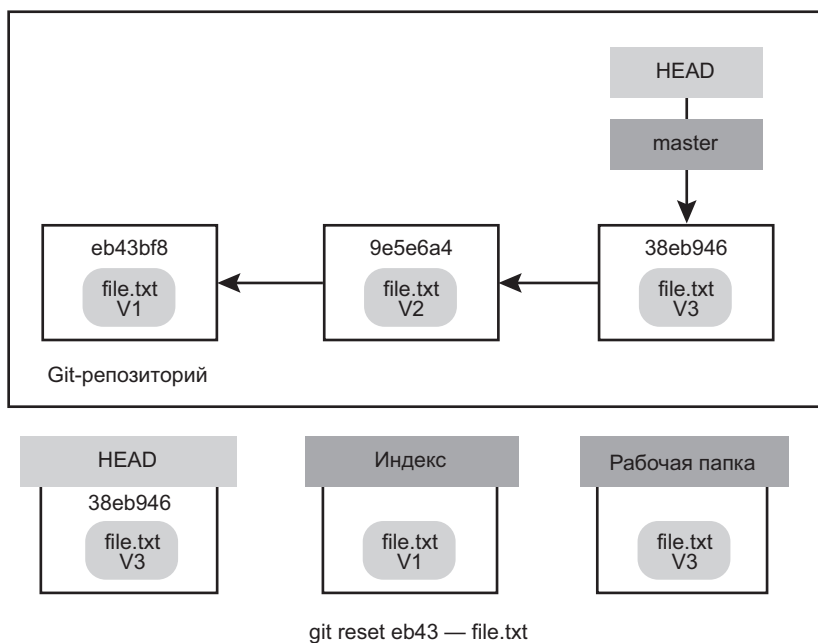 HEAD
master
eb43bf8
file.txt
V1
9e5e6a4
file.txt
V2
38eb946
file.txt
V3
Git-репозиторий
HEAD
38eb946
file.txt
V3
Индекс
file.txt
V1
Рабочая папка
file.txt
V3
git reset eb43 — file.txt